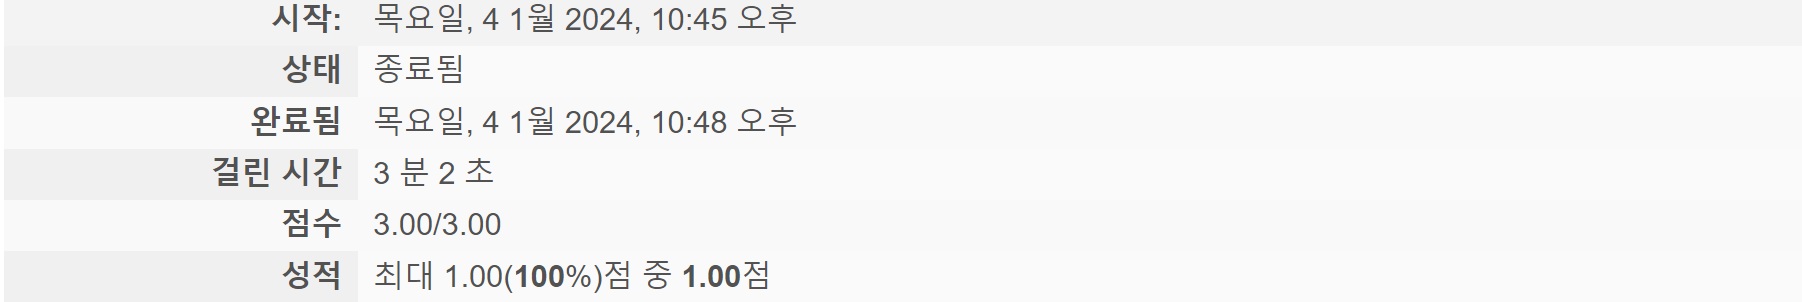 시작: 목요일, 4 1월 2024, 10:45 오후
상태 종료됨
완료됨 목요일, 4 1월 2024, 10:48 오후
걸린 시간 3 분 2 초
점수 3.00/3.00
성적 최대 1.00(100%)점 중 1.00점